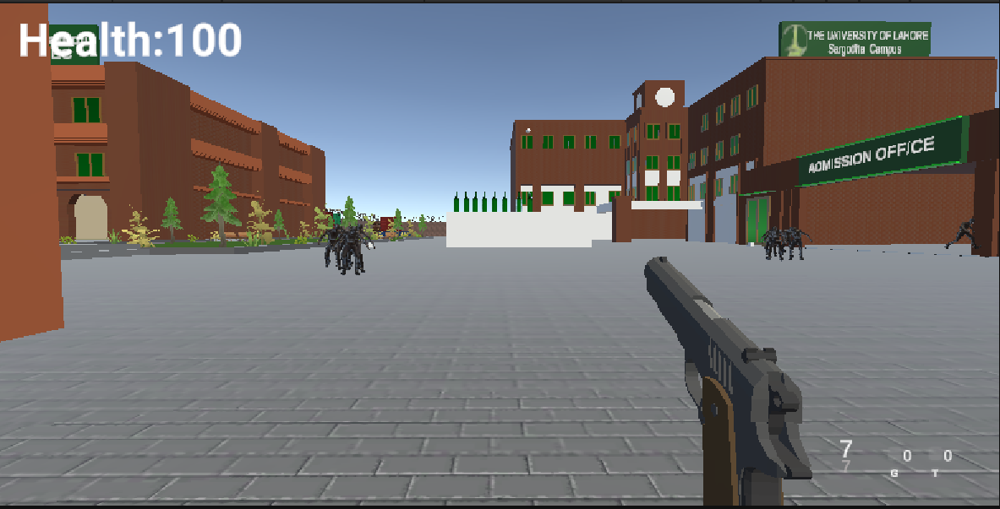 Health:100
THE UNIVERSITY OF LAHORE
Sargodha Campus
ADMISSION OFFICE
7
7
0 0
G T